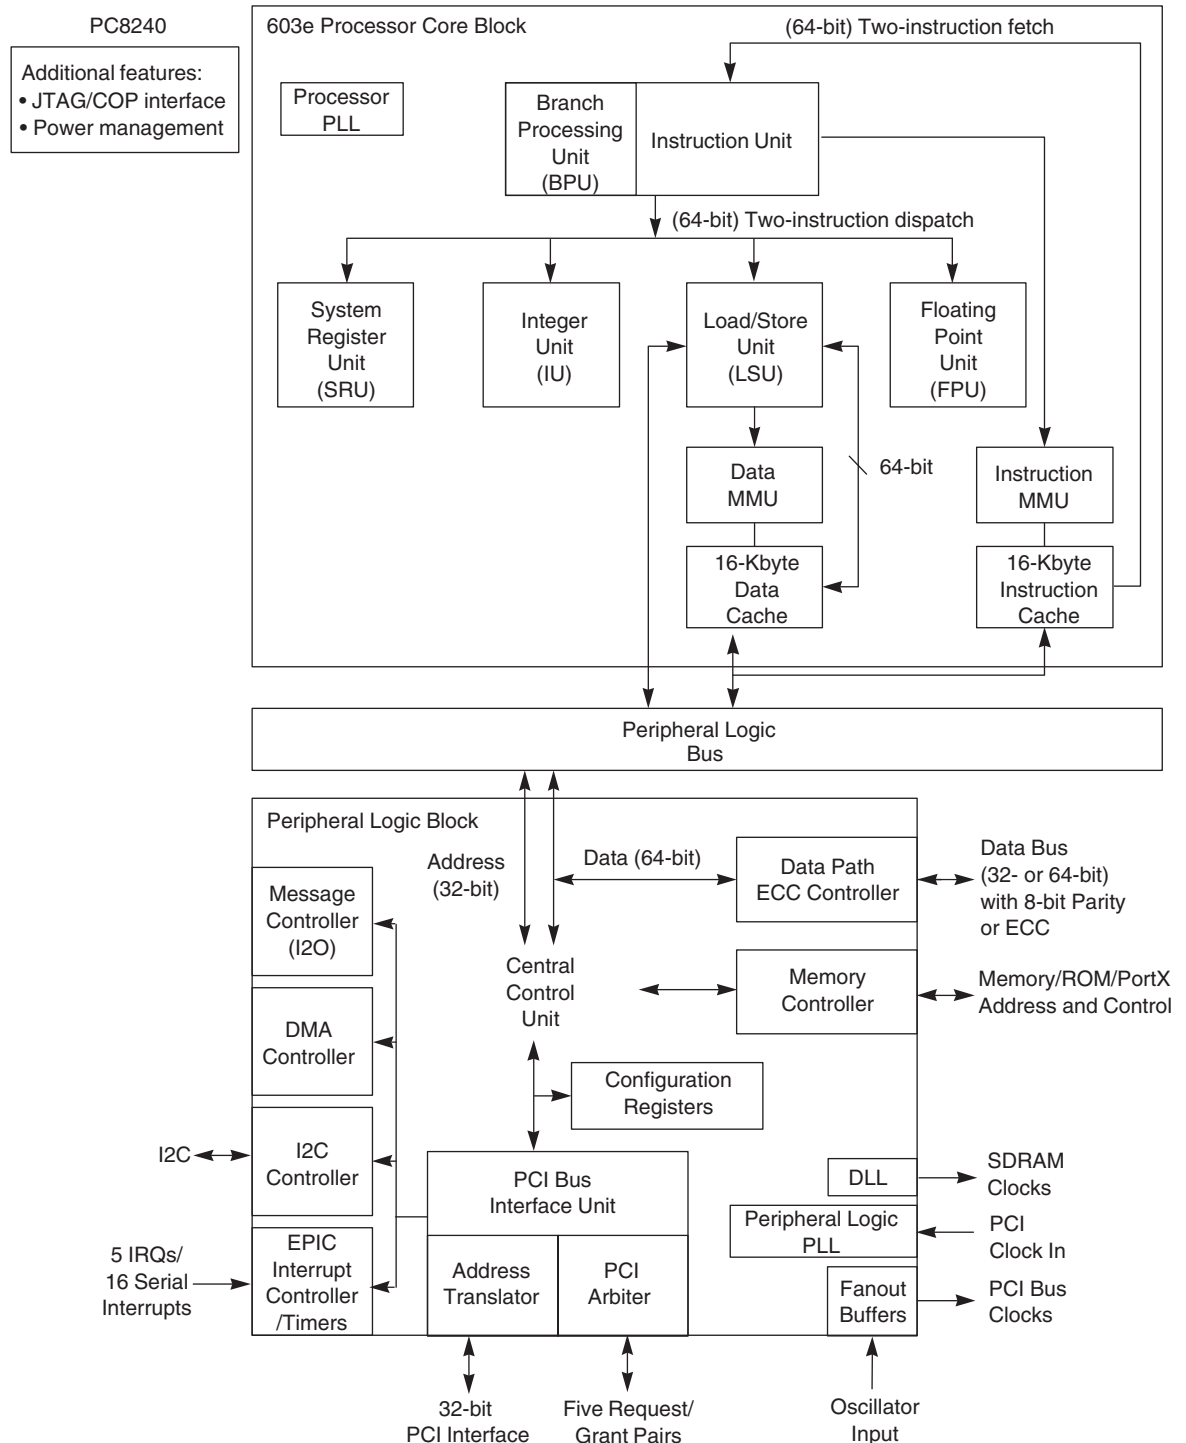 PC8240
Additional features:
• JTAG/COP interface
• Power management
603e Processor Core Block
(64-bit) Two-instruction fetch
Processor
PLL
Branch
Processing
Unit
(BPU)
Instruction Unit
(64-bit) Two-instruction dispatch
System
Register
Unit
(SRU)
Integer
Unit
(IU)
Load/Store
Unit
(LSU)
Floating
Point
Unit
(FPU)
Data
MMU
64-bit
Instruction
MMU
16-Kbyte
Data
Cache
16-Kbyte
Instruction
Cache
Peripheral Logic
Bus
Peripheral Logic Block
Address
(32-bit)
Data (64-bit)
Data Path
ECC Controller
Data Bus
(32- or 64-bit)
with 8-bit Parity
or ECC
Message
Controller
(I2O)
Central
Control
Unit
Memory
Controller
Memory/ROM/PortX
Address and Control
DMA
Controller
Configuration
Registers
I2C
I2C
Controller
PCI Bus
Interface Unit
DLL
SDRAM
Clocks
Peripheral Logic
PLL
PCI
Clock In
5 IRQs/
16 Serial
Interrupts
EPIC
Interrupt
Controller
/Timers
Address
Translator
PCI
Arbiter
Fanout
Buffers
PCI Bus
Clocks
32-bit
PCI Interface
Five Request/
Grant Pairs
Oscillator
Input